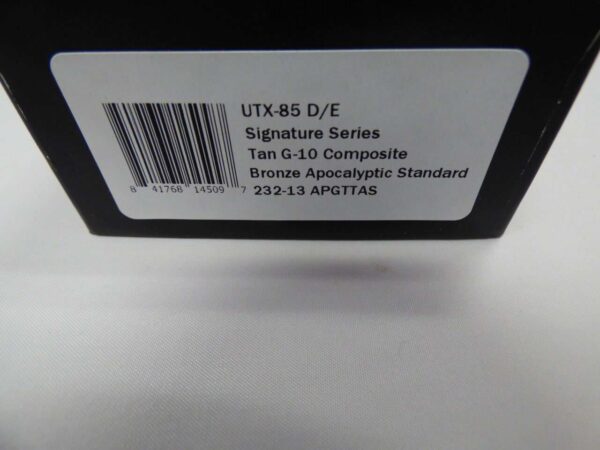 UTX-85 D/E
Signature Series
Tan G-10 Composite
Bronze Apocalyptic Standard
232-13 APGTTAS
8 41768 14509 7